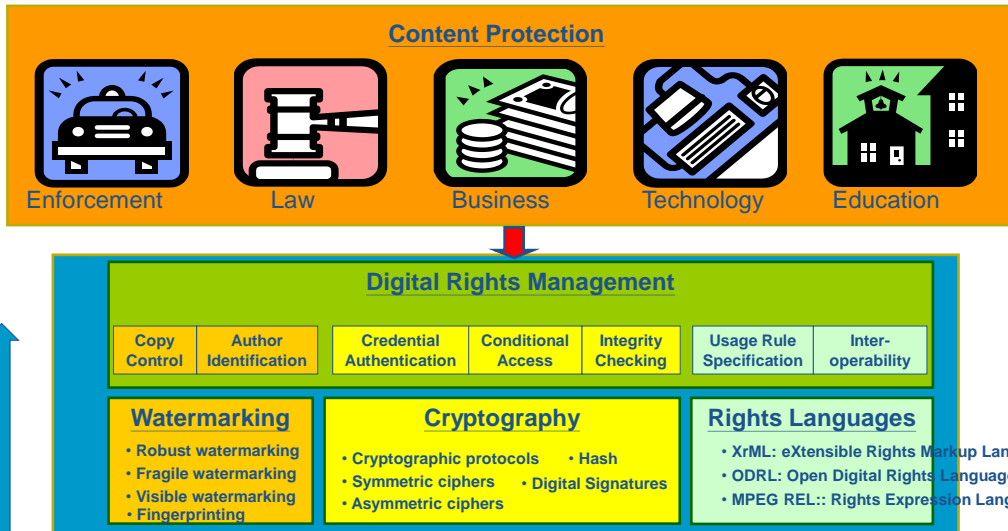 Content Protection
Enforcement
Law
Business
Technology
Education
Digital Rights Management
Copy
Control
Author
Identification
Credential
Authentication
Conditional
Access
Integrity
Checking
Usage Rule
Specification
Inter-
operability
Watermarking
• Robust watermarking
• Fragile watermarking
• Visible watermarking
• Fingerprinting
Cryptography
• Cryptographic protocols
• Symmetric ciphers
• Asymmetric ciphers
• Hash
• Digital Signatures
Rights Languages
• XrML: eXtensible Rights Markup Lan
• ODRL: Open Digital Rights Language
• MPEG REL:: Rights Expression Lang